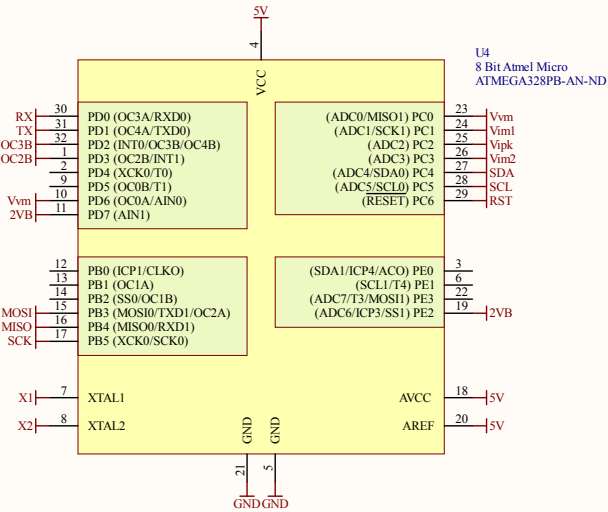 5V
4
VCC
U4
8 Bit Atmel Micro
ATMEGA328PB-AN-ND
RX 30 PD0 (OC3A/RXD0)
TX 31 PD1 (OC4A/TXD0)
OC3B 32 PD2 (INT0/OC3B/OC4B)
OC2B 1 PD3 (OC2B/INT1)
2 PD4 (XCK0/T0)
9 PD5 (OC0B/T1)
Vvm 10 PD6 (OC0A/AIN0)
2VB 11 PD7 (AIN1)
(ADC0/MISO1) PC0 23 Vvm
(ADC1/SCK1) PC1 24 Vim1
(ADC2) PC2 25 Vipk
(ADC3) PC3 26 Vim2
(ADC4/SDA0) PC4 27 SDA
(ADC5/SCL0) PC5 28 SCL
(RESET) PC6 29 RST
12 PB0 (ICP1/CLKO)
13 PB1 (OC1A)
14 PB2 (SS0/OC1B)
MOSI 15 PB3 (MOSI0/TXD1/OC2A)
MISO 16 PB4 (MISO0/RXD1)
SCK 17 PB5 (XCK0/SCK0)
(SDA1/ICP4/ACO) PE0 3
(SCL1/T4) PE1 6
(ADC7/T3/MOSI1) PE3 22
(ADC6/ICP3/SS1) PE2 19 2VB
X1 7 XTAL1
X2 8 XTAL2
AVCC 18 5V
AREF 20 5V
GND GND
21 5
GND GND